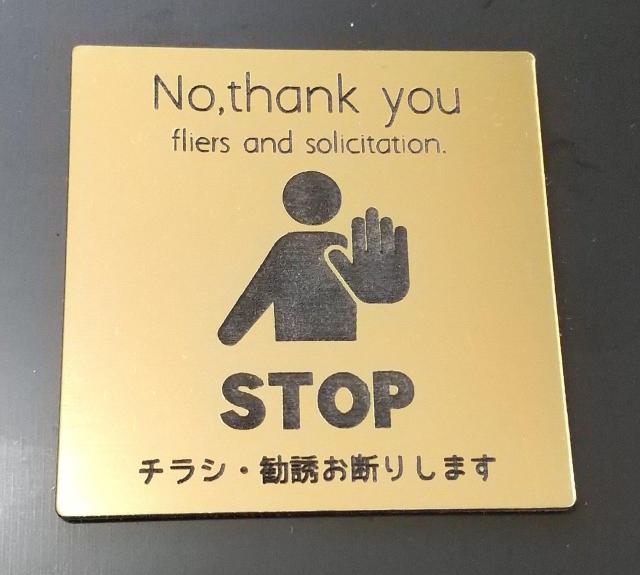 No,thank you
fliers and solicitation.
STOP
チラシ・勧誘お断りします